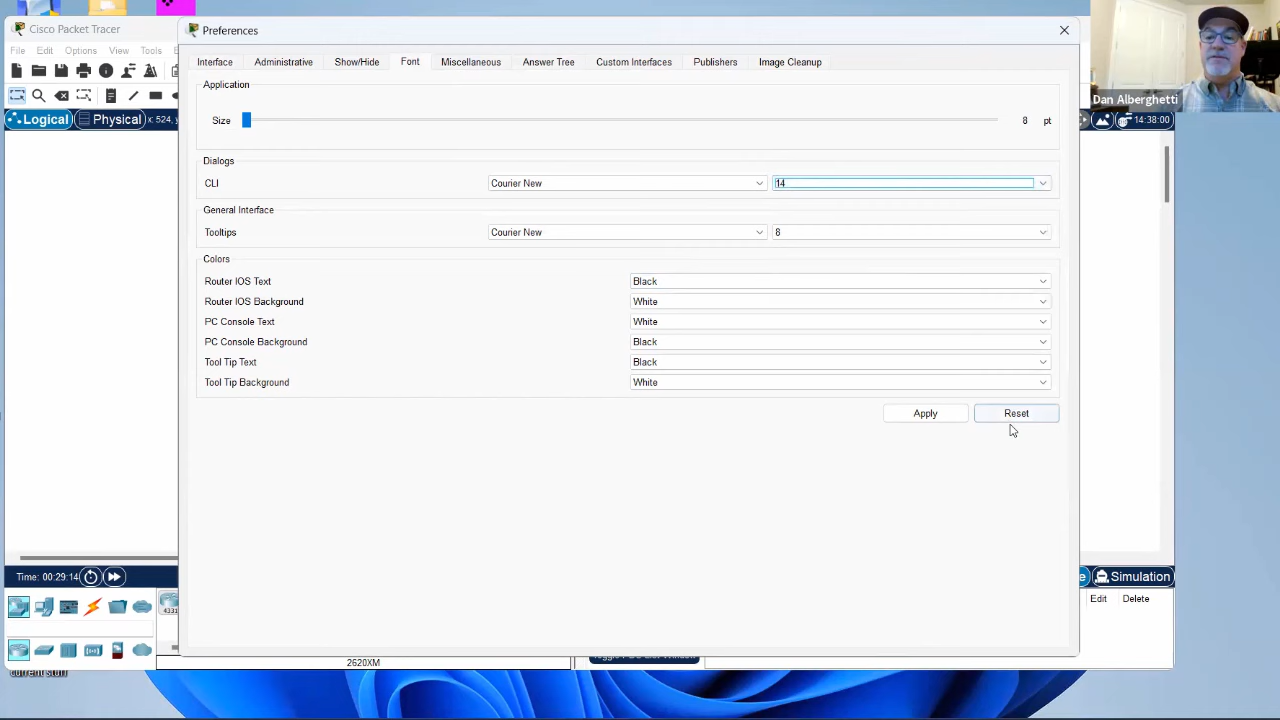 Cisco Packet Tracer
Preferences
File Edit Options View Tools
Interface Administrative Show/Hide Font Miscellaneous Answer Tree Custom Interfaces Publishers Image Cleanup
Application
Size 8 pt
Dan Alberghetti
Logical Physical x: 524, y 14:38:00
Dialogs
CLI Courier New 14
General Interface
Tooltips Courier New 8
Colors
Router IOS Text Black
Router IOS Background White
PC Console Text White
PC Console Background Black
Tool Tip Text Black
Tool Tip Background White
Apply Reset
Time: 00:29:14 e Simulation
Edit Delete
4331
2620XM
current stuff